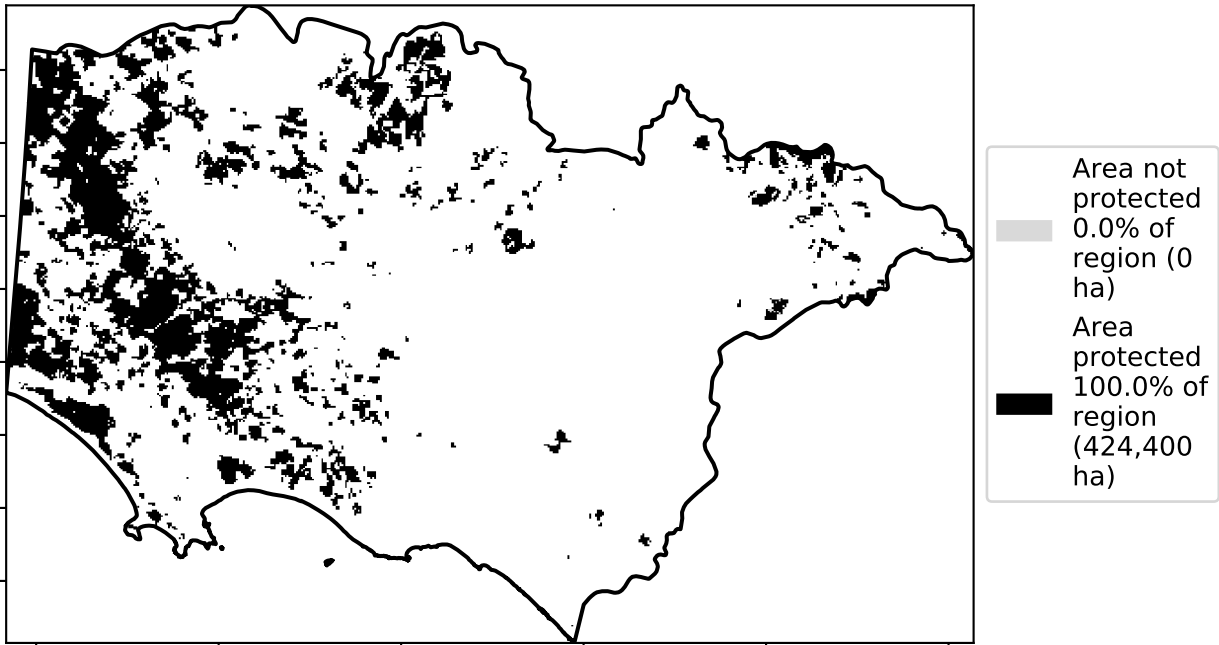 Area not
protected
0.0% of
region (0
ha)
Area
protected
100.0% of
region
(424,400
ha)